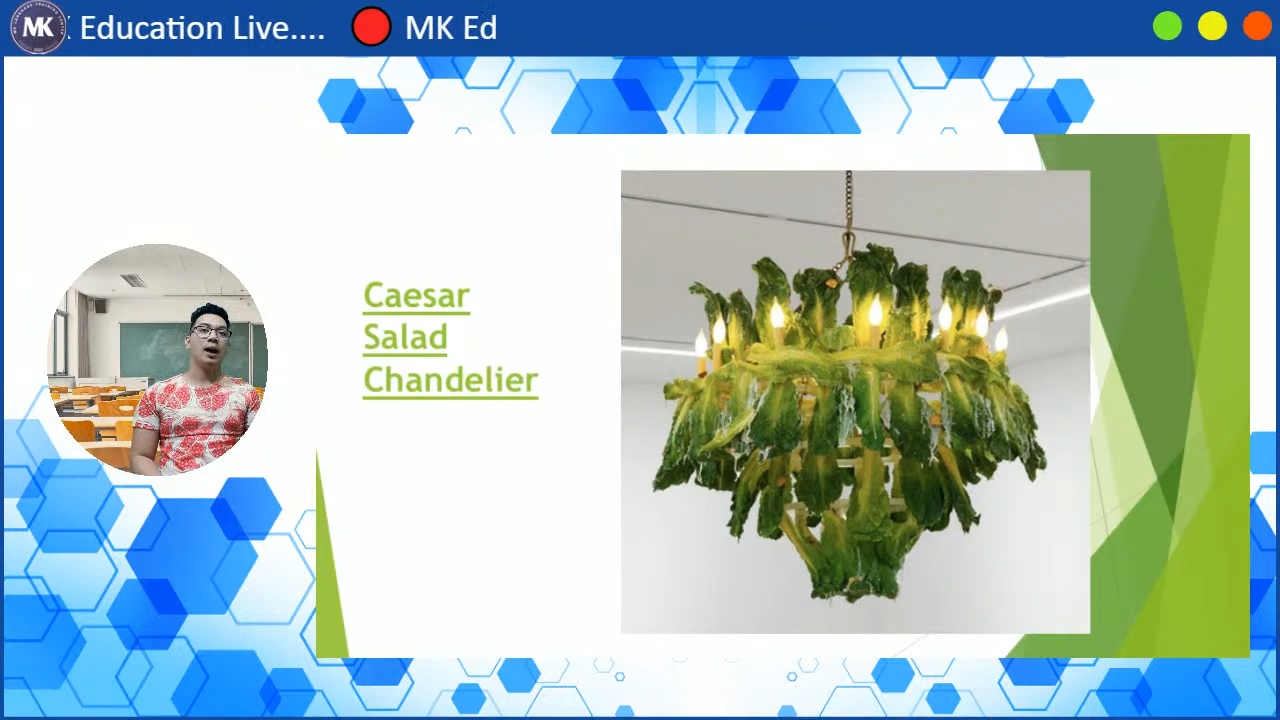 MK
Education Live....
MK Ed
Caesar
Salad
Chandelier